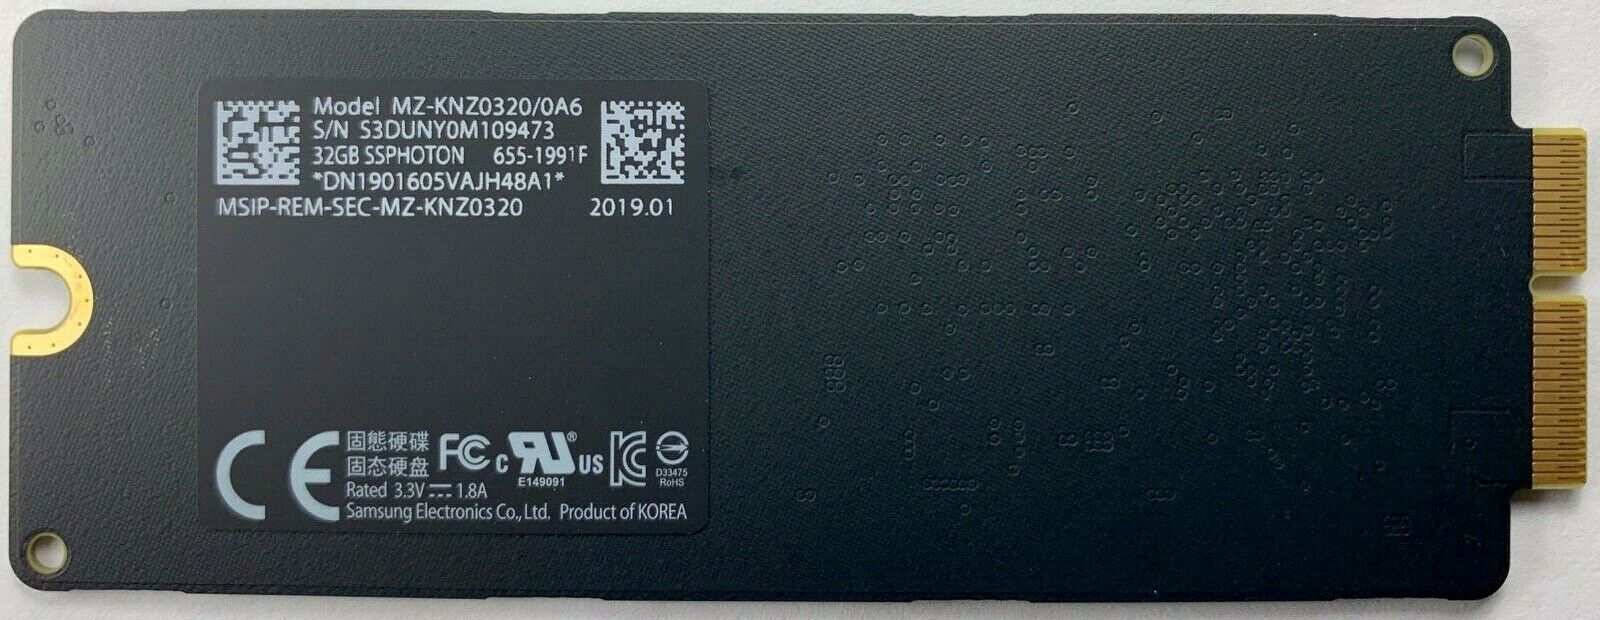 Model MZ-KNZ0320/0A6
S/N S3DUNY0M109473
32GB SSPHOTON 655-1991F
*DN1901605VAJH48A1*
MSIP-REM-SEC-MZ-KNZ0320 2019.01
CE 固態硬碟 FC c RU® US KC
固态硬盘
E149091 D33475
RoHS
Rated 3.3V 1.8A
Samsung Electronics Co., Ltd. Product of KOREA